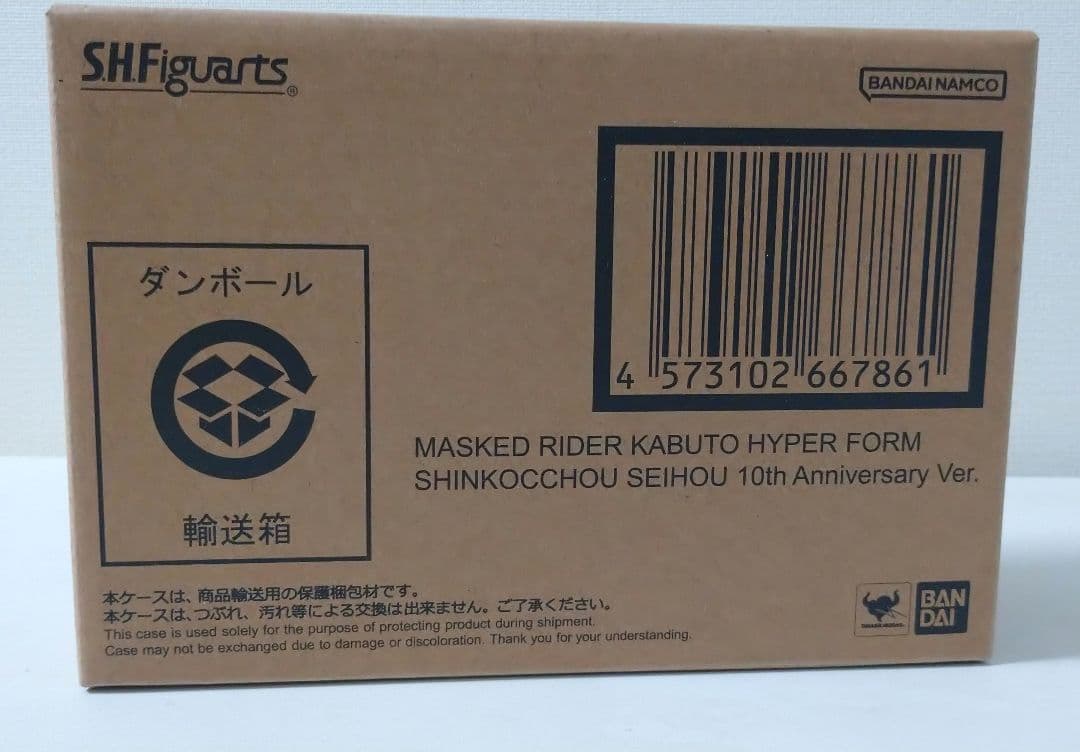 S.H.Figuarts®
BANDAI NAMCO
4 573102 667861
ダンボール
輸送箱
MASKED RIDER KABUTO HYPER FORM
SHINKOCCHOU SEIHOU 10th Anniversary Ver.
本ケースは、商品輸送用の保護梱包材です。
本ケースは、つぶれ、汚れ等による交換は出来ません。ご了承ください。
This case is used solely for the purpose of protecting product during shipment.
Case may not be exchanged due to damage or discoloration. Thank you for your understanding.
BAN
DAI